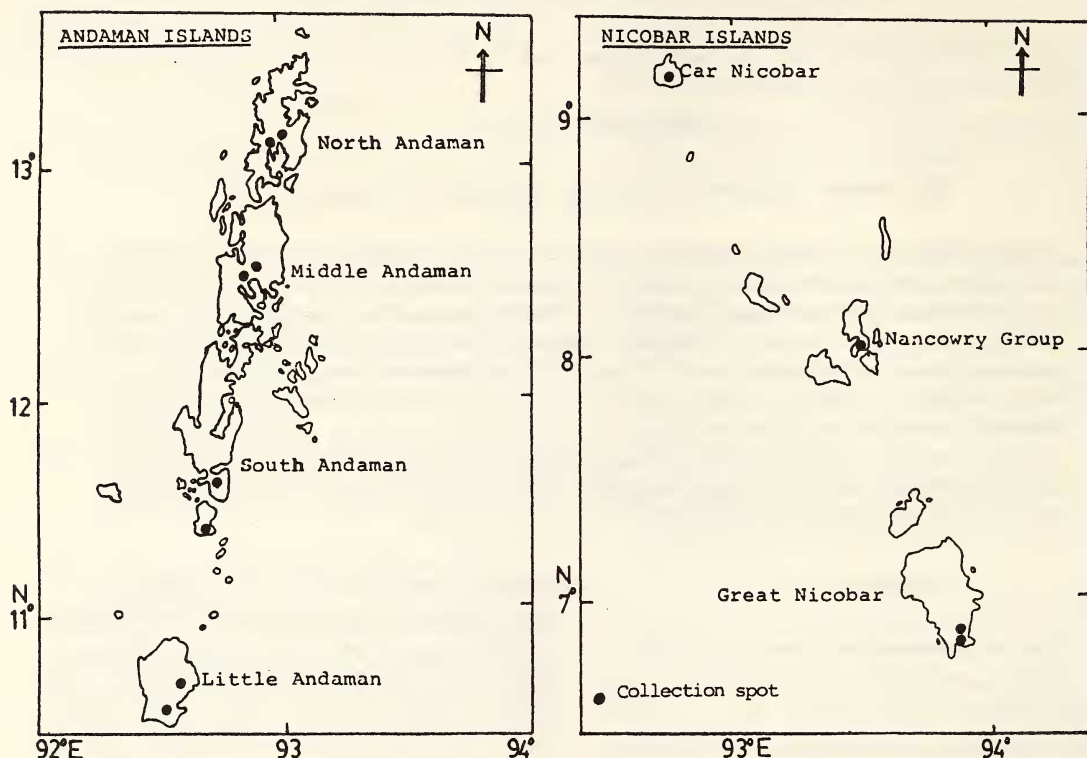 ANDAMAN ISLANDS
N
North Andaman
13°
Middle Andaman
12°
South Andaman
N
11°
Little Andaman
92°E
93°
94°
NICOBAR ISLANDS
N
Car Nicobar
9°
Nancowry Group
8°
N
7°
Great Nicobar
Collection spot
93°E
94°